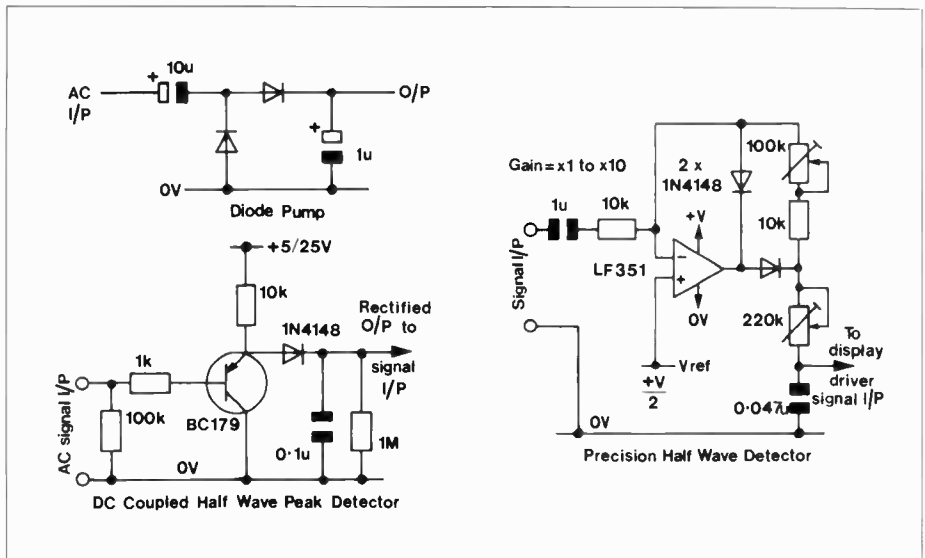 10u
+
AC
I/P
O/P
+
1u
0V
Diode Pump
+5/25V
10k
1N4148
Rectified
O/P to
signal
I/P
1k
AC signal I/P
100k
BC179
0·1u
1M
0V
DC Coupled Half Wave Peak Detector
Gain=x1 to x10
2 x
1N4148
100k
1u
10k
10k
+V
−
+
LF351
0V
Signal I/P
220k
To
display
driver
signal I/P
Vref
+V
2
0·047u
0V
Precision Half Wave Detector